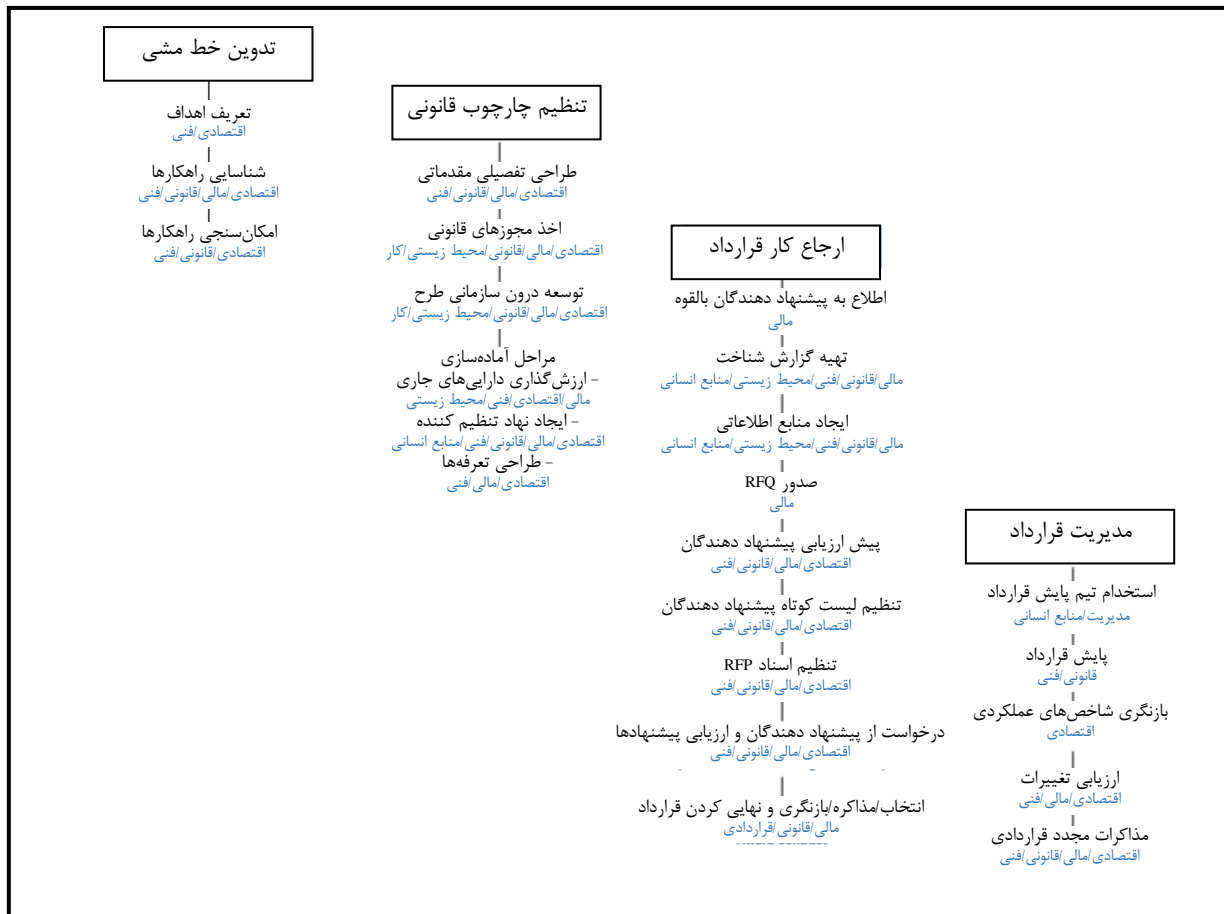 تدوین خط مشی
تعریف اهداف
اقتصادی/فنی
شناسایی راهکارها
اقتصادی/مالی/قانونی/فنی
امکان‌سنجی راهکارها
اقتصادی/قانونی/فنی
تنظیم چارچوب قانونی
طراحی تفصیلی مقدماتی
اقتصادی/مالی/قانونی/فنی
اخذ مجوزهای قانونی
اقتصادی/مالی/قانونی/محیط زیستی/کار
توسعه درون سازمانی طرح
اقتصادی/مالی/قانونی/محیط زیستی/کار
مراحل آماده‌سازی
- ارزش‌گذاری دارایی‌های جاری
مالی/اقتصادی/فنی/محیط زیستی
- ایجاد نهاد تنظیم کننده
اقتصادی/مالی/قانونی/فنی/منابع انسانی
- طراحی تعرفه‌ها
اقتصادی/مالی/فنی
ارجاع کار قرارداد
اطلاع به پیشنهاد دهندگان بالقوه
مالی
تهیه گزارش شناخت
مالی/قانونی/فنی/محیط زیستی/منابع انسانی
ایجاد منابع اطلاعاتی
مالی/قانونی/فنی/محیط زیستی/منابع انسانی
صدور RFQ
مالی
پیش ارزیابی پیشنهاد دهندگان
اقتصادی/مالی/قانونی/فنی
تنظیم لیست کوتاه پیشنهاد دهندگان
اقتصادی/مالی/قانونی/فنی
تنظیم اسناد RFP
اقتصادی/مالی/قانونی/فنی
درخواست از پیشنهاد دهندگان و ارزیابی پیشنهادها
اقتصادی/مالی/قانونی/فنی
انتخاب/مذاکره/بازنگری و نهایی کردن قرارداد
مالی/قانونی/قراردادی
مدیریت قرارداد
استخدام تیم پایش قرارداد
مدیریت/منابع انسانی
پایش قرارداد
قانونی/فنی
بازنگری شاخص‌های عملکردی
اقتصادی
ارزیابی تغییرات
اقتصادی/مالی/فنی
مذاکرات مجدد قراردادی
اقتصادی/مالی/قانونی/فنی